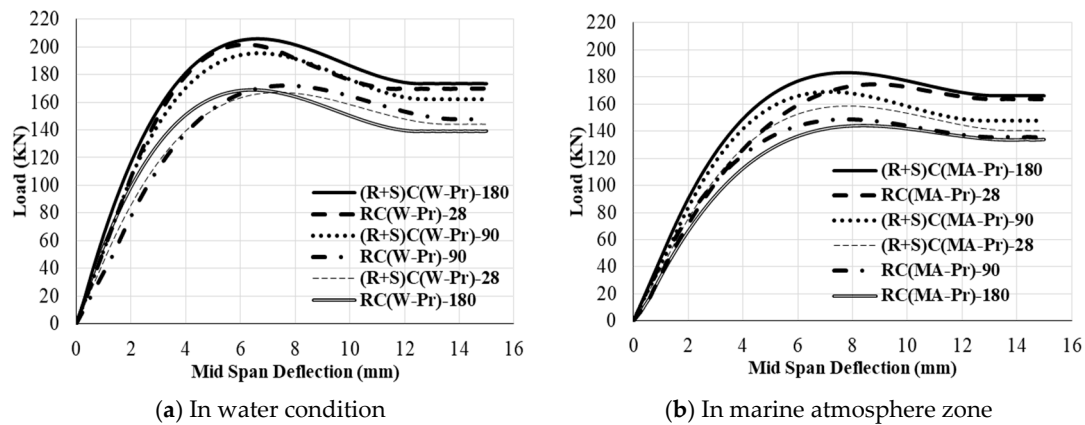 220
200
180
160
140
120
100
80
60
40
20
0
Load (KN)
(R+S)C(W-Pr)-180
RC(W-Pr)-28
(R+S)C(W-Pr)-90
RC(W-Pr)-90
(R+S)C(W-Pr)-28
RC(W-Pr)-180
0 2 4 6 8 10 12 14 16
Mid Span Deflection (mm)
(a) In water condition
220
200
180
160
140
120
100
80
60
40
20
0
Load (KN)
(R+S)C(MA-Pr)-180
RC(MA-Pr)-28
(R+S)C(MA-Pr)-90
(R+S)C(MA-Pr)-28
RC(MA-Pr)-90
RC(MA-Pr)-180
0 2 4 6 8 10 12 14 16
Mid Span Deflection (mm)
(b) In marine atmosphere zone